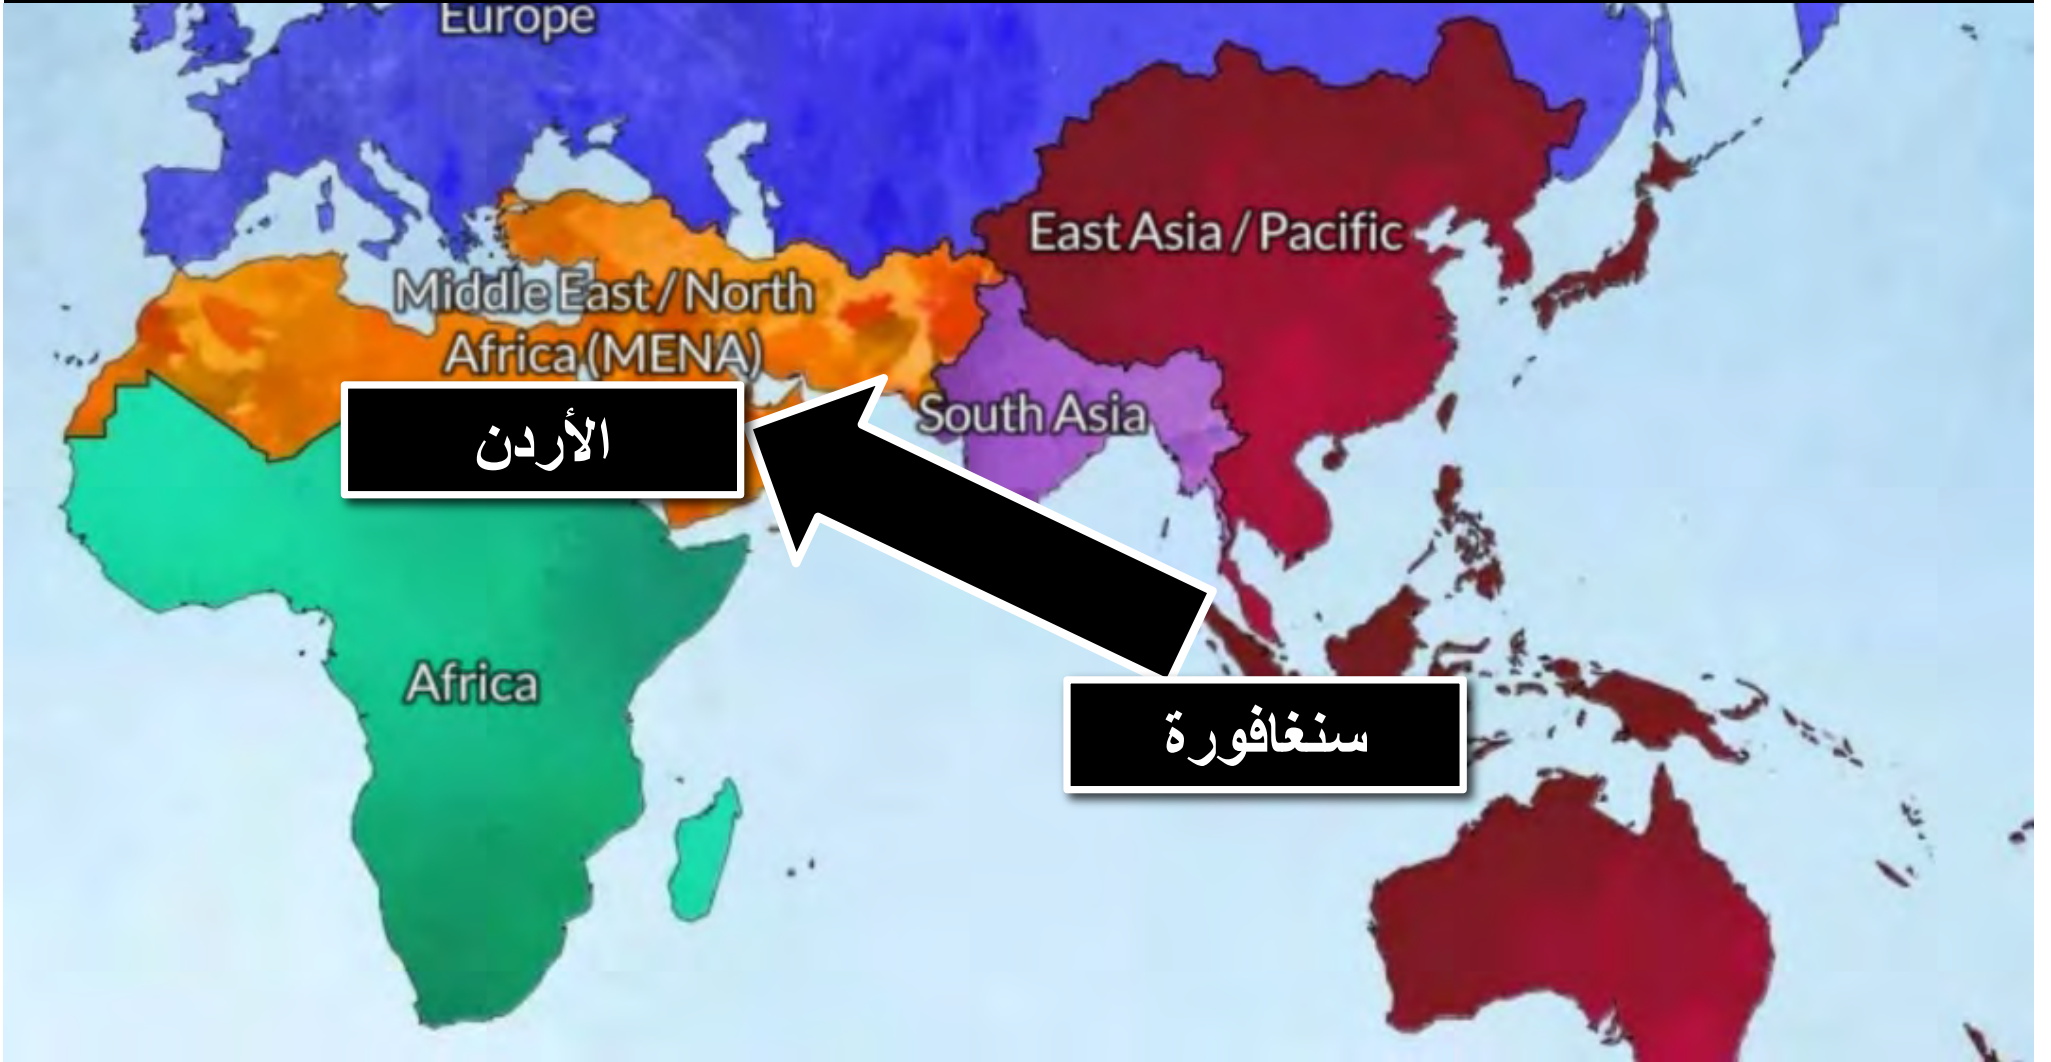 Europe
East Asia / Pacific
Middle East / North
Africa (MENA)
South Asia
الأردن
Africa
سنغافورة